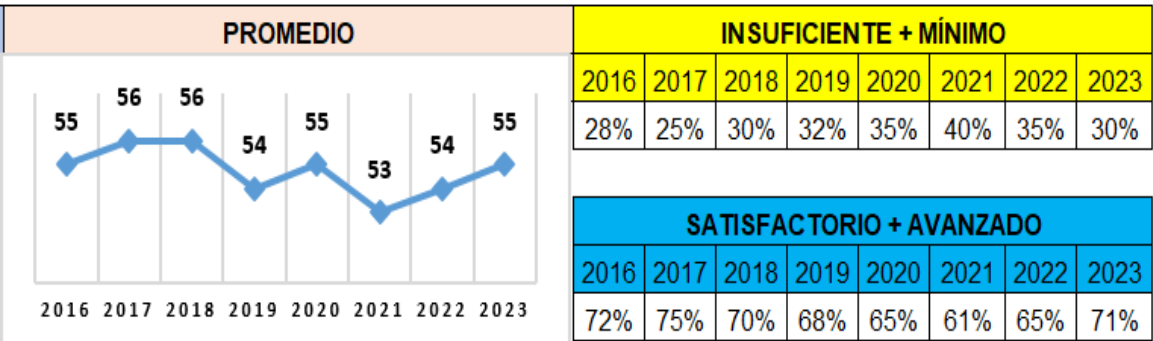 PROMEDIO
55 56 56 54 55 53 54 55
2016 2017 2018 2019 2020 2021 2022 2023
INSUFICIENTE + MÍNIMO
2016 2017 2018 2019 2020 2021 2022 2023
28% 25% 30% 32% 35% 40% 35% 30%
SATISFACTORIO + AVANZADO
2016 2017 2018 2019 2020 2021 2022 2023
72% 75% 70% 68% 65% 61% 65% 71%